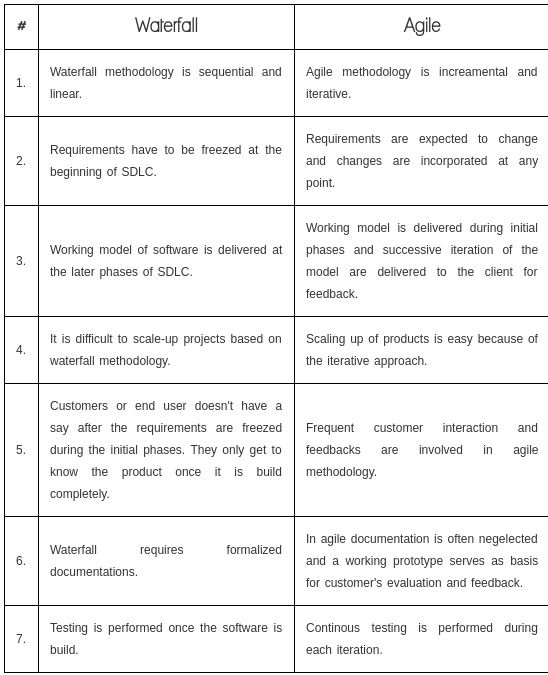 # Waterfall Agile
1. Waterfall methodology is sequential and
linear.
Agile methodology is increamental and
iterative.
2. Requirements have to be freezed at the
beginning of SDLC.
Requirements are expected to change
and changes are incorporated at any
point.
3. Working model of software is delivered at
the later phases of SDLC.
Working model is delivered during initial
phases and successive iteration of the
model are delivered to the client for
feedback.
4. It is difficult to scale-up projects based on
waterfall methodology.
Scaling up of products is easy because of
the iterative approach.
5. Customers or end user doesn't have a
say after the requirements are freezed
during the initial phases. They only get to
know the product once it is build
completely.
Frequent customer interaction and
feedbacks are involved in agile
methodology.
6. Waterfall requires formalized
documentations.
In agile documentation is often negelected
and a working prototype serves as basis
for customer's evaluation and feedback.
7. Testing is performed once the software is
build.
Continous testing is performed during
each iteration.